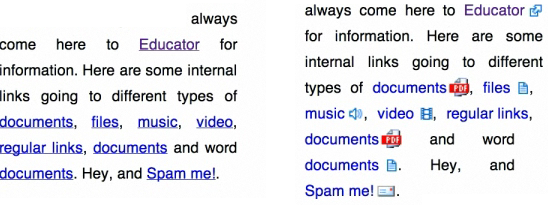 always
come here to Educator for
information. Here are some internal
links going to different types of
documents, files, music, video,
regular links, documents and word
documents. Hey, and Spam me!.
always come here to Educator
for information. Here are some
internal links going to different
types of documents PDF, files ,
music , video , regular links,
documents PDF and word
documents . Hey, and
Spam me! .